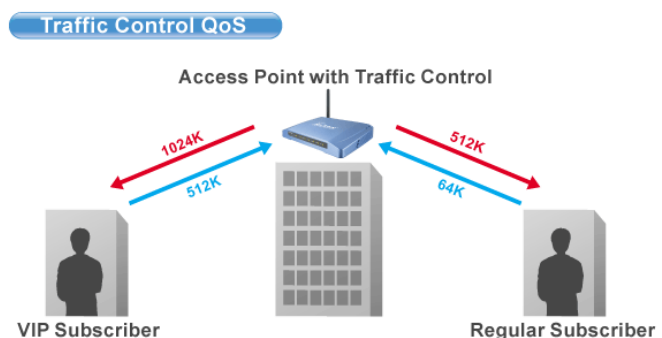 Traffic Control QoS
Access Point with Traffic Control
1024K
512K
512K
64K
VIP Subscriber
Regular Subscriber